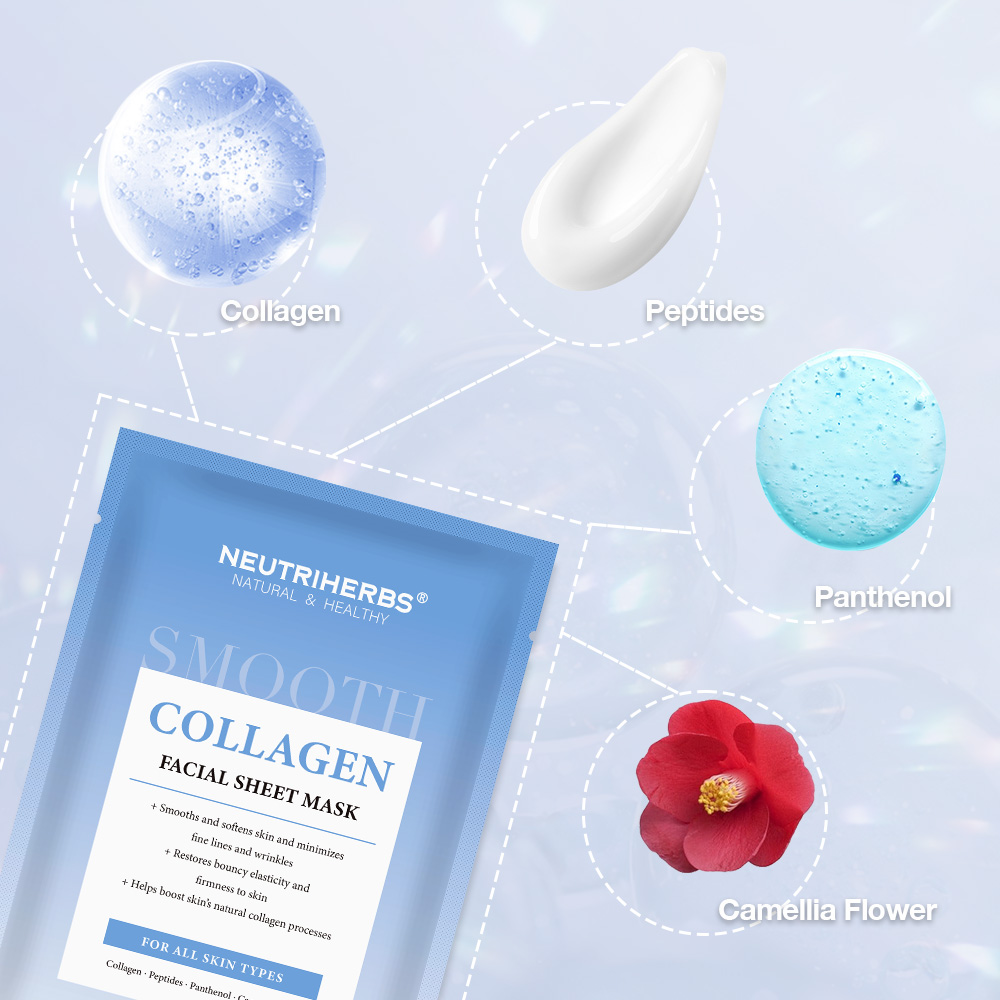 Collagen
Peptides
Panthenol
Camellia Flower
NEUTRIHERBS®
NATURAL & HEALTHY
SMOOTH
COLLAGEN
FACIAL SHEET MASK
+ Smooths and softens skin and minimizes
fine lines and wrinkles
+ Restores bouncy elasticity and
firmness to skin
+ Helps boost skin's natural collagen processes
FOR ALL SKIN TYPES
Collagen · Peptides · Panthenol ·